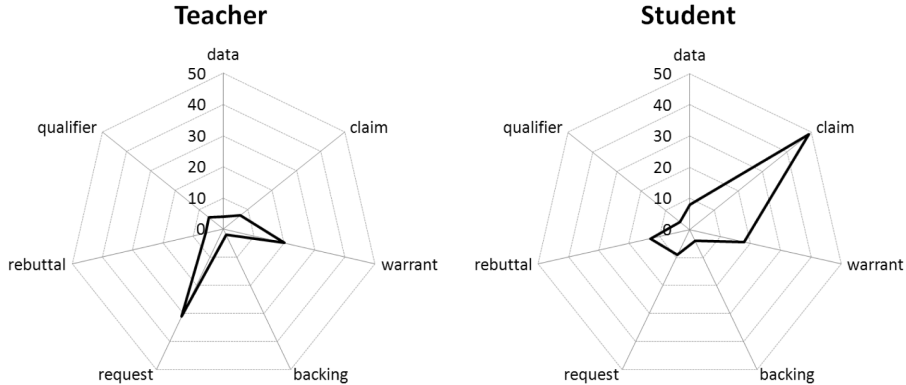 Teacher
data
50
40
30
20
10
0
claim
warrant
backing
request
rebuttal
qualifier
Student
data
50
40
30
20
10
0
claim
warrant
backing
request
rebuttal
qualifier